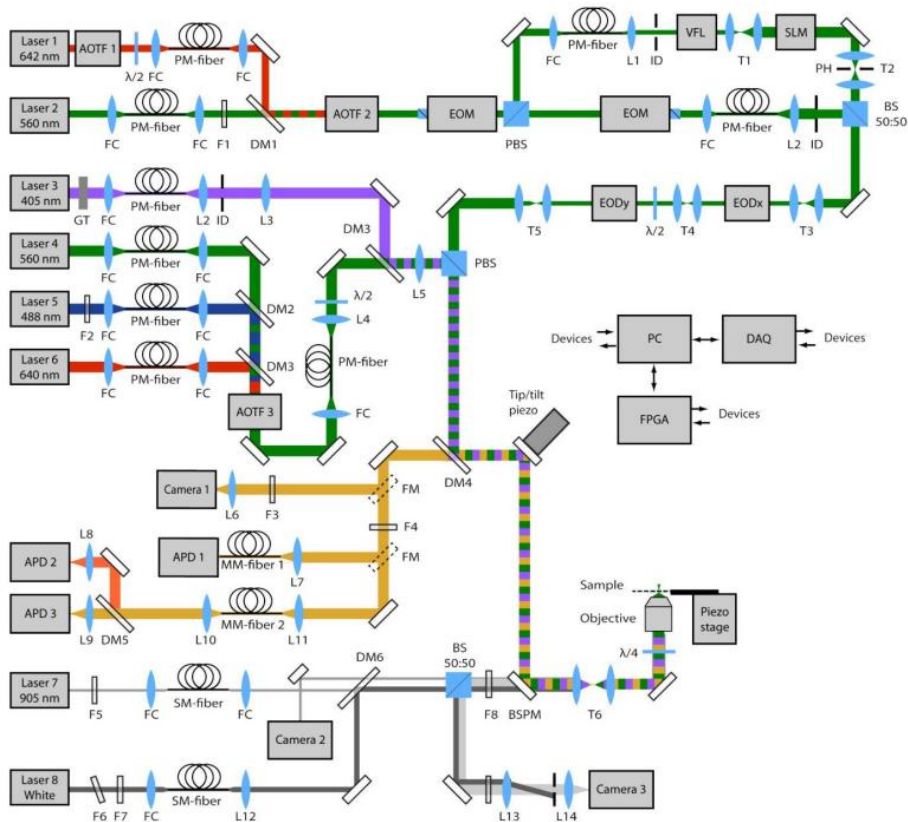 Laser 1
642 nm
AOTF 1
λ/2
FC
PM-fiber
FC
FC
PM-fiber
L1
ID
VFL
T1
SLM
PH
T2
Laser 2
560 nm
FC
PM-fiber
FC
F1
DM1
AOTF 2
EOM
PBS
EOM
FC
PM-fiber
L2
ID
BS
50:50
Laser 3
405 nm
GT
FC
PM-fiber
L2
ID
L3
DM3
T5
EODy
λ/2
T4
EODx
T3
Laser 4
560 nm
FC
PM-fiber
FC
L5
PBS
Laser 5
488 nm
F2
FC
PM-fiber
FC
DM2
λ/2
L4
PM-fiber
Laser 6
640 nm
FC
PM-fiber
FC
DM3
AOTF 3
FC
Devices
PC
DAQ
Devices
FPGA
Devices
Tip/tilt
piezo
DM4
Camera 1
L6
F3
FM
F4
APD 1
MM-fiber 1
L7
FM
APD 2
L8
APD 3
L9
DM5
L10
MM-fiber 2
L11
Sample
Objective
Piezo
stage
λ/4
Laser 7
905 nm
F5
FC
SM-fiber
FC
Camera 2
DM6
BS
50:50
F8
BSPM
T6
Laser 8
White
F6
F7
FC
SM-fiber
L12
L13
L14
Camera 3